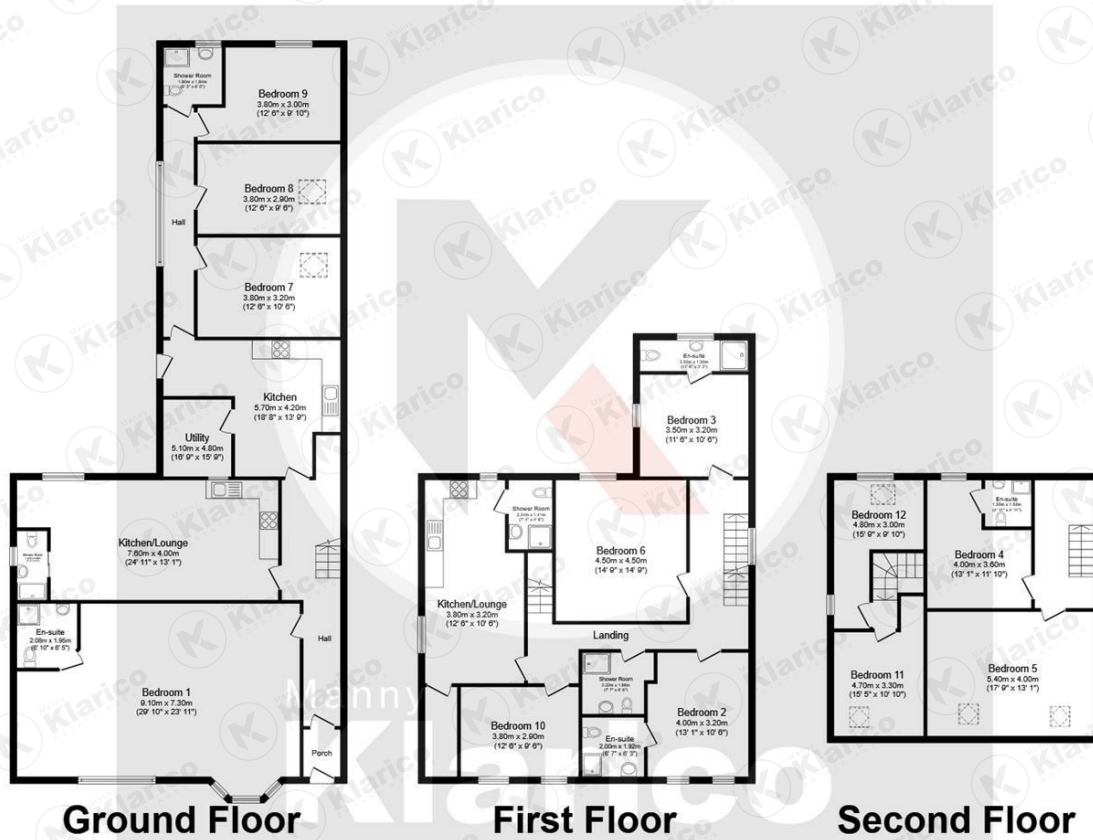 Shower Room
Bedroom 9
3.80m x 3.00m
(12' 6" x 9' 10")
Bedroom 8
3.80m x 2.90m
(12' 6" x 9' 6")
Hall
Bedroom 7
3.80m x 3.20m
(12' 6" x 10' 6")
Kitchen
5.70m x 4.20m
(18' 8" x 13' 9")
Utility
5.10m x 4.80m
(16' 9" x 15' 9")
Kitchen/Lounge
7.60m x 4.00m
(24' 11" x 13' 1")
En-suite
2.08m x 1.95m
(6' 10" x 6' 5")
Hall
Bedroom 1
9.10m x 7.30m
(29' 10" x 23' 11")
Porch
Ground Floor
En-suite
Bedroom 3
3.50m x 3.20m
(11' 6" x 10' 6")
Shower Room
Bedroom 6
4.50m x 4.50m
(14' 9" x 14' 9")
Kitchen/Lounge
3.80m x 3.20m
(12' 6" x 10' 6")
Landing
Shower Room
Bedroom 2
4.00m x 3.20m
(13' 1" x 10' 6")
Bedroom 10
3.80m x 2.90m
(12' 6" x 9' 6")
En-suite
2.00m x 1.92m
(6' 7" x 6' 3")
First Floor
Bedroom 12
4.80m x 3.00m
(15' 9" x 9' 10")
En-suite
Bedroom 4
4.00m x 3.60m
(13' 1" x 11' 10")
Bedroom 11
4.70m x 3.30m
(15' 5" x 10' 10")
Bedroom 5
5.40m x 4.00m
(17' 9" x 13' 1")
Second Floor
Manny
Klarico